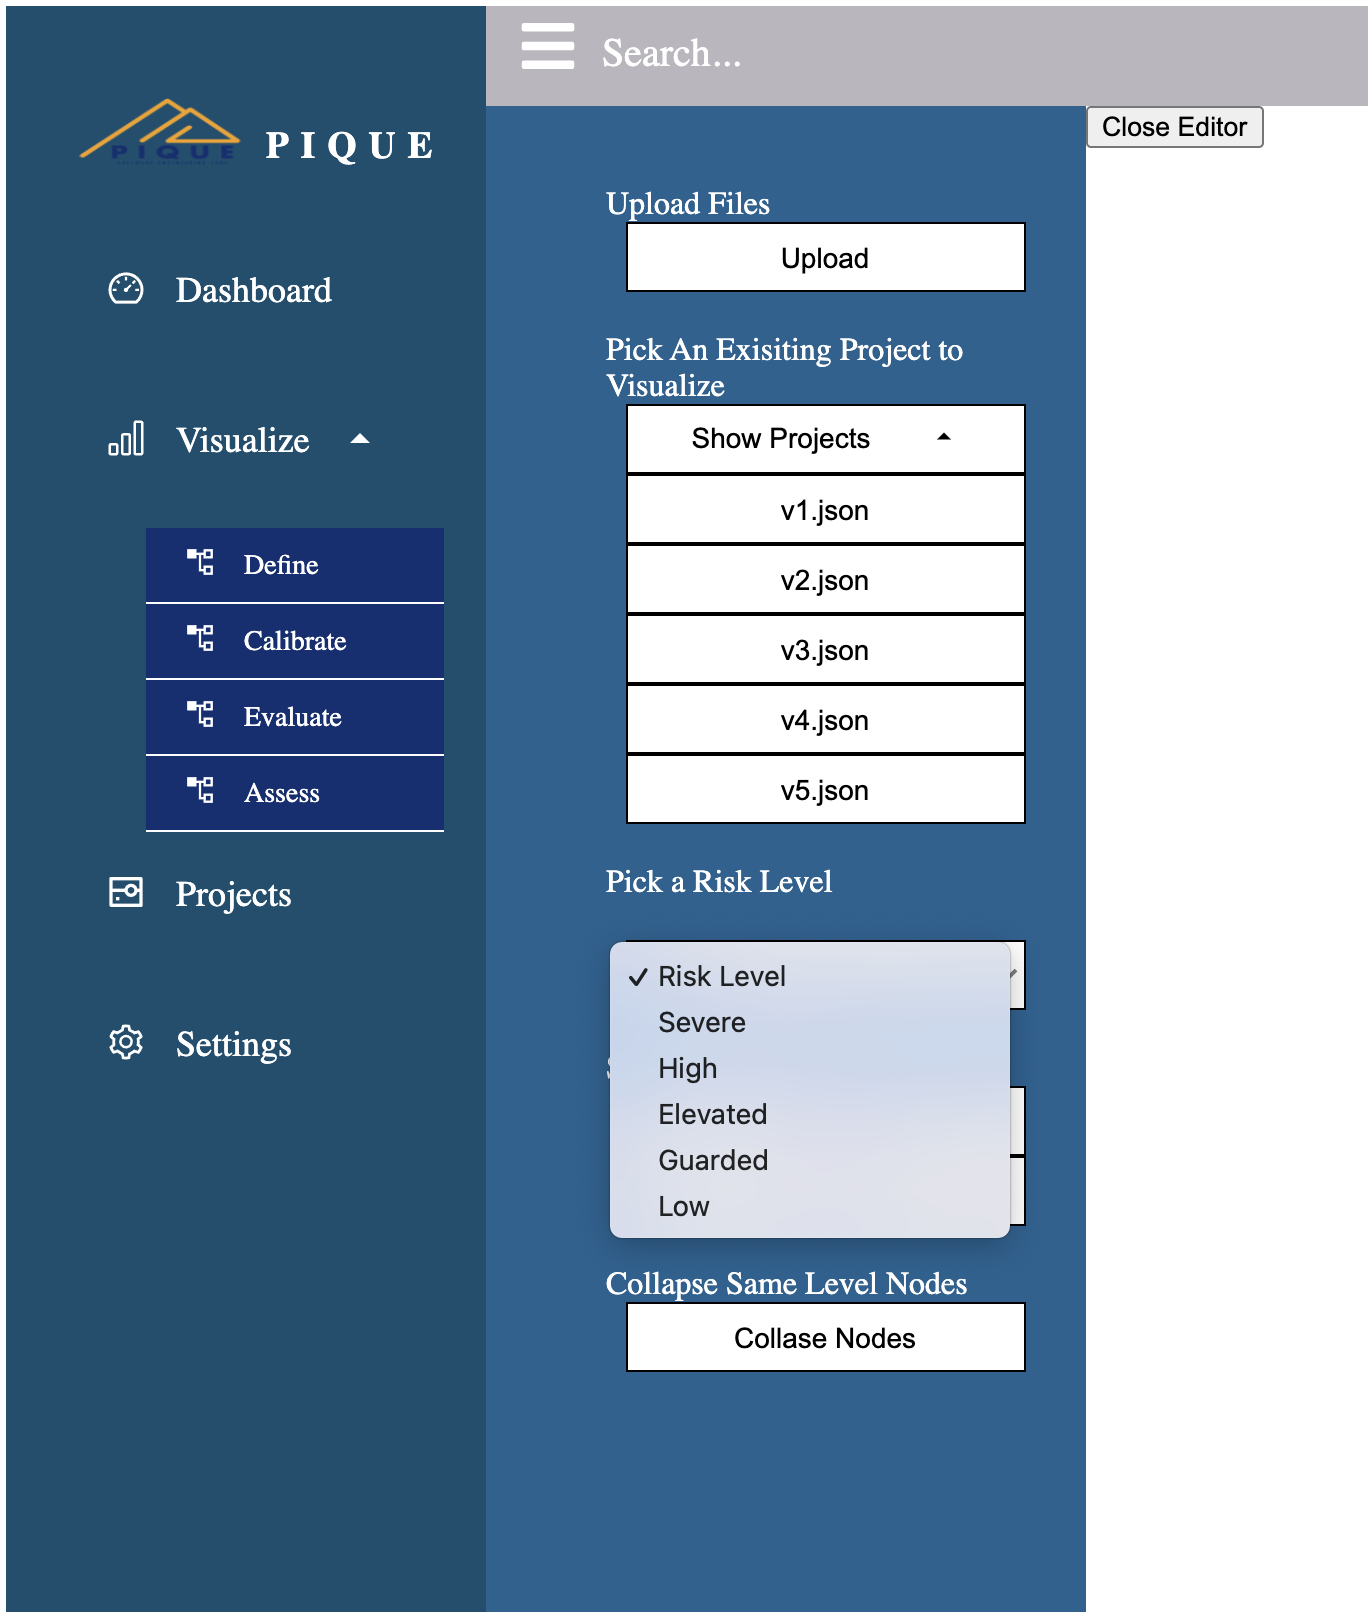 Search...
PIQUE
PIQUE
Dashboard
Visualize
Define
Calibrate
Evaluate
Assess
Projects
Settings
Close Editor
Upload Files
Upload
Pick An Exisiting Project to
Visualize
Show Projects
v1.json
v2.json
v3.json
v4.json
v5.json
Pick a Risk Level
Risk Level
Severe
High
Elevated
Guarded
Low
Collapse Same Level Nodes
Collase Nodes